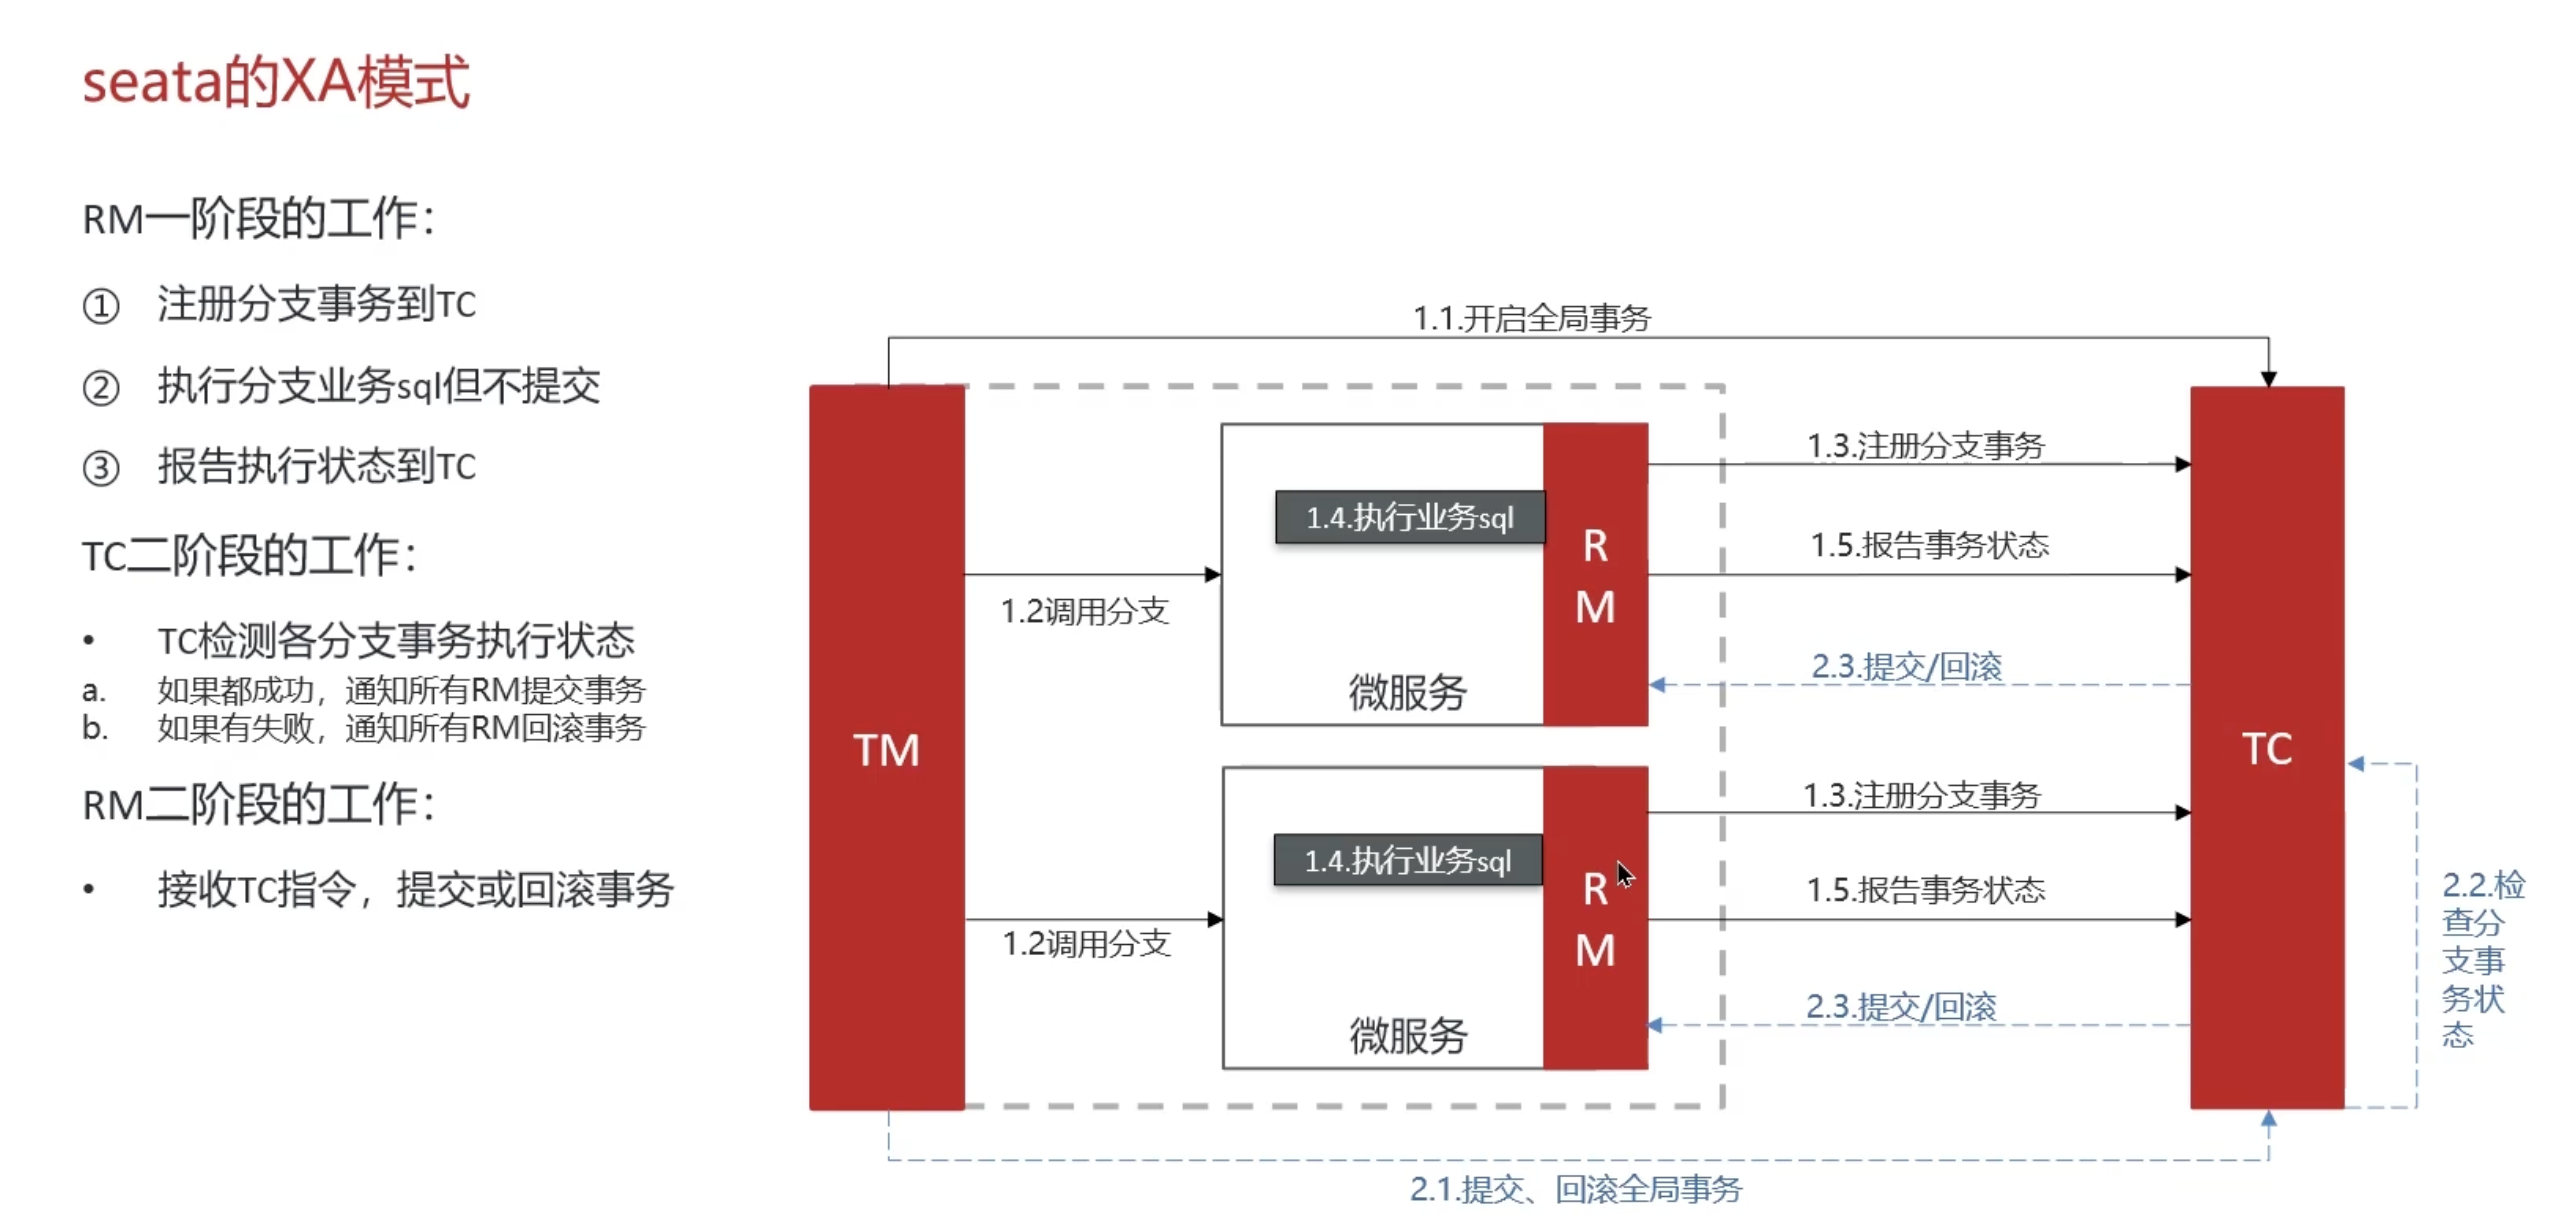 seata的XA模式
RM一阶段的工作：
① 注册分支事务到TC
② 执行分支业务sql但不提交
③ 报告执行状态到TC
TC二阶段的工作：
• TC检测各分支事务执行状态
a. 如果都成功，通知所有RM提交事务
b. 如果有失败，通知所有RM回滚事务
RM二阶段的工作：
• 接收TC指令，提交或回滚事务
1.1.开启全局事务
TM
1.2调用分支
1.4.执行业务sql
微服务
R
M
1.3.注册分支事务
1.5.报告事务状态
2.3.提交/回滚
1.2调用分支
1.4.执行业务sql
微服务
R
M
1.3.注册分支事务
1.5.报告事务状态
2.3.提交/回滚
TC
2.2.检
查分
支事
务状
态
2.1.提交、回滚全局事务